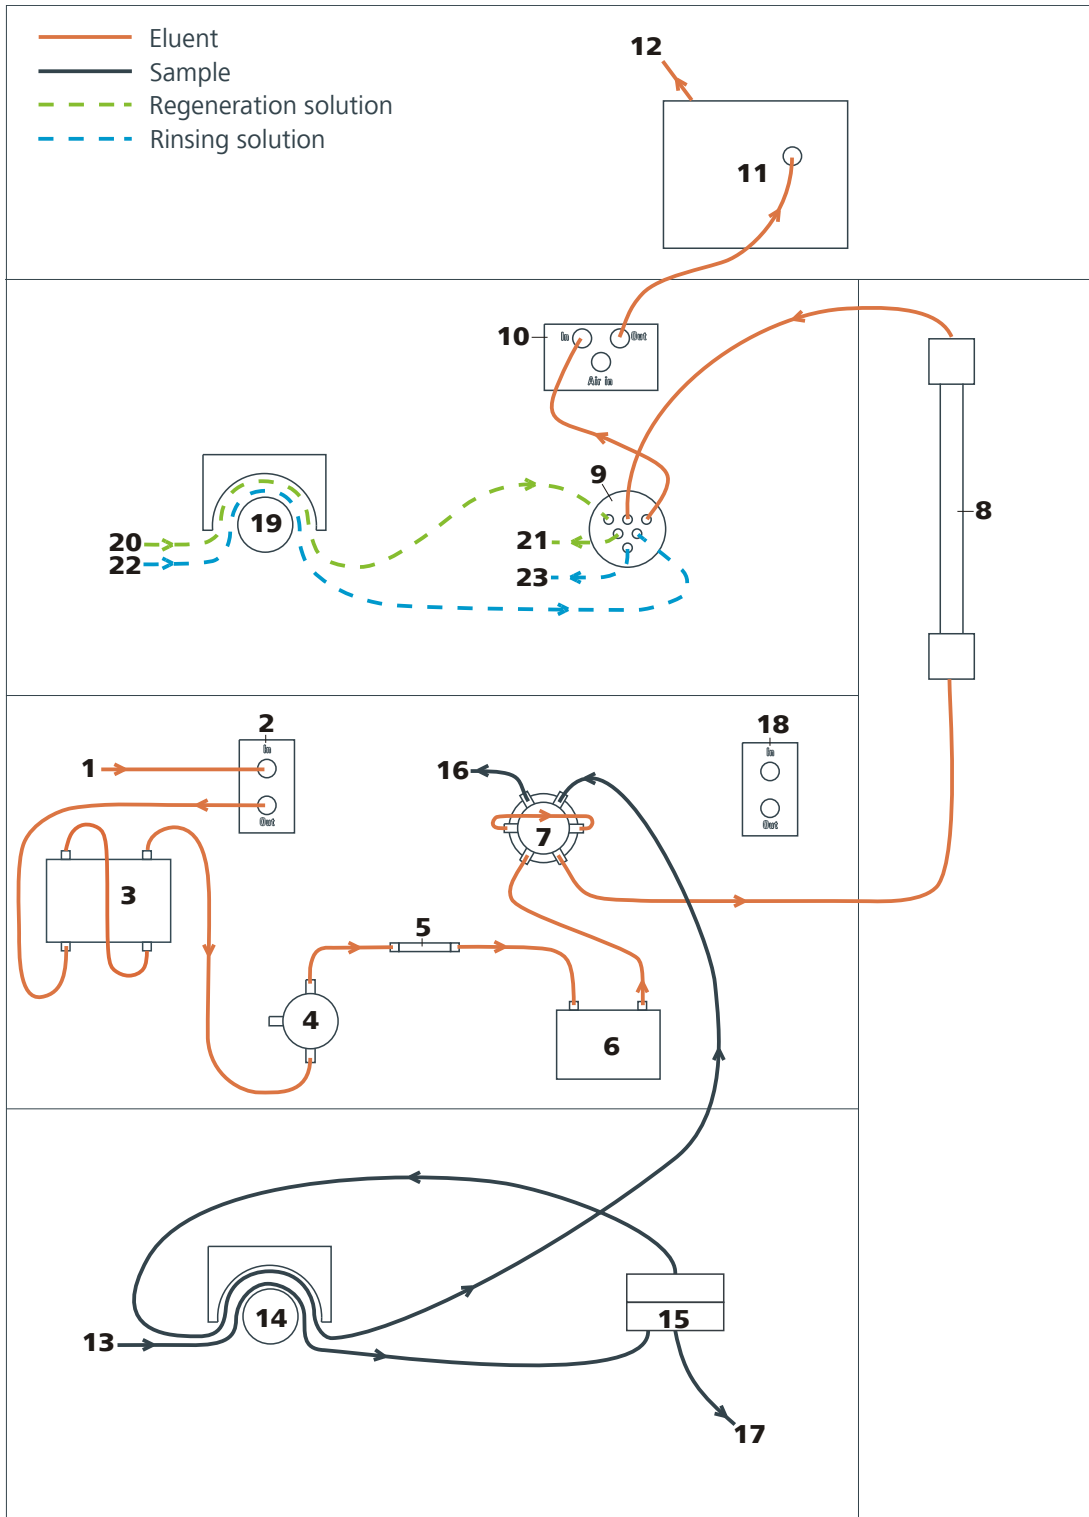 Eluent
Sample
Regeneration solution
Rinsing solution
12
11
10
In
Out
Air in
9
8
19
20
22
21
23
2
In
Out
1
18
In
Out
16
7
3
5
4
6
14
13
15
17